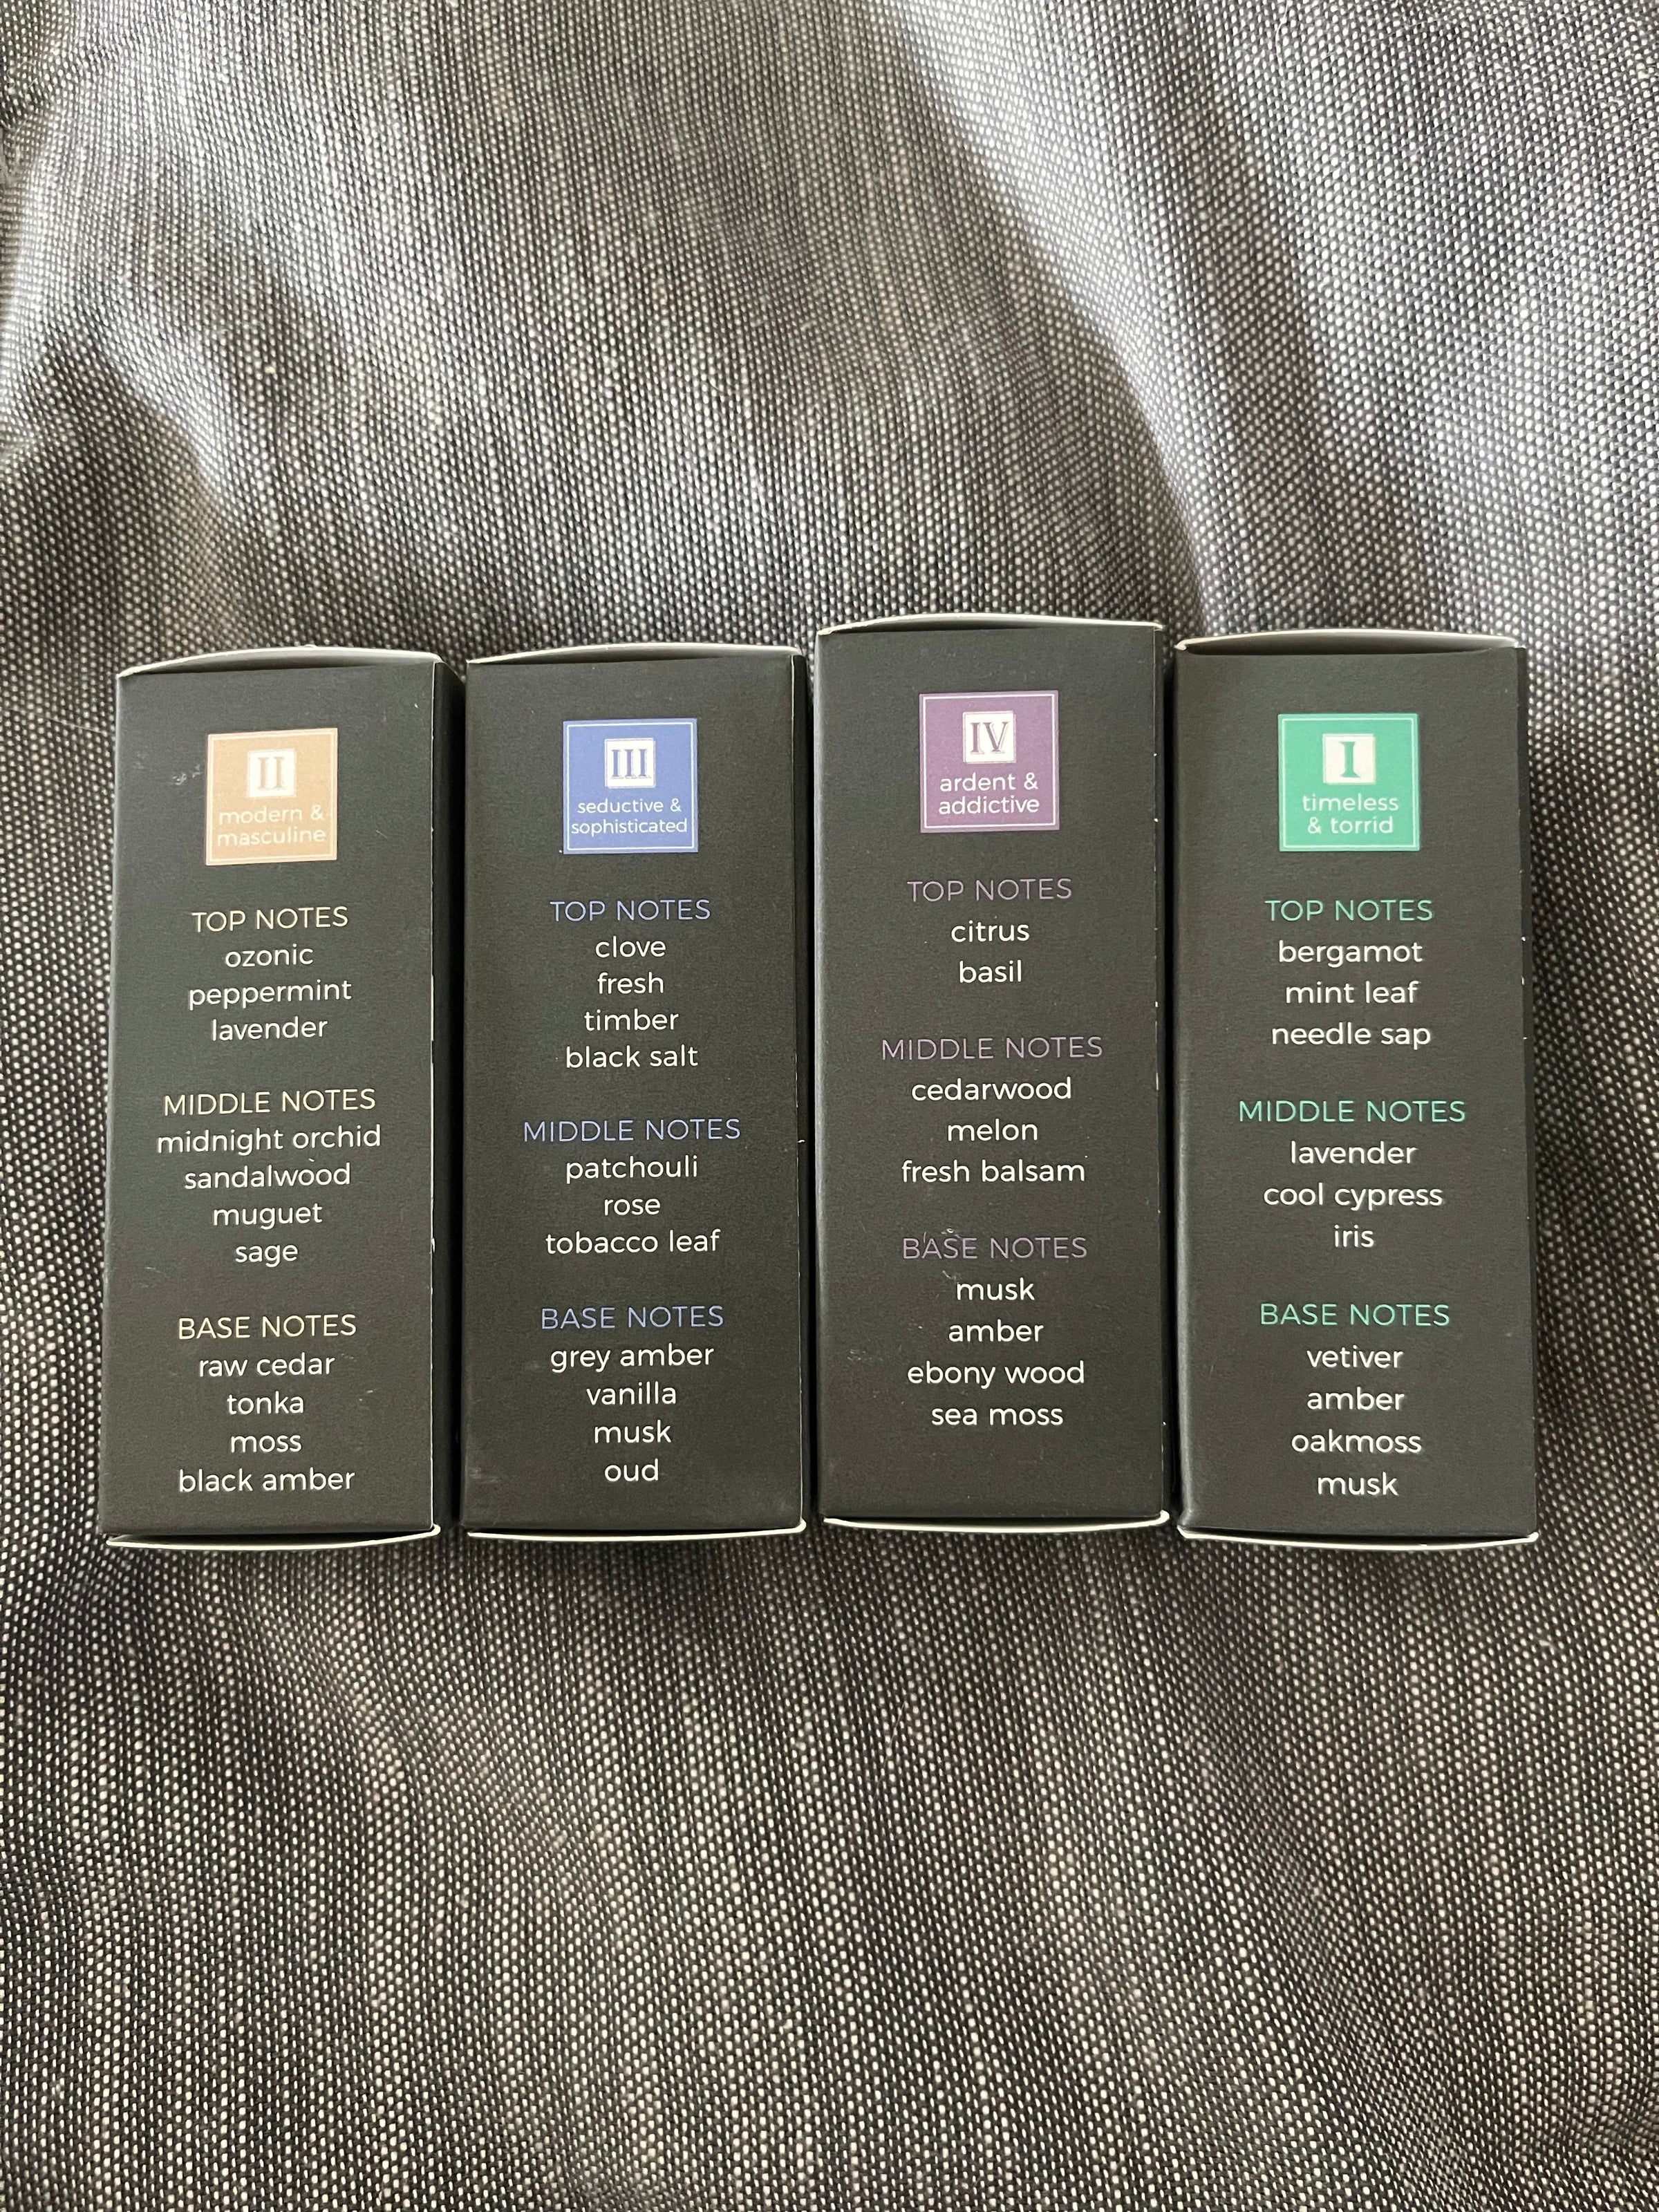 II
modern &
masculine
TOP NOTES
ozonic
peppermint
lavender
MIDDLE NOTES
midnight orchid
sandalwood
muguet
sage
BASE NOTES
raw cedar
tonka
moss
black amber
III
seductive &
sophisticated
TOP NOTES
clove
fresh
timber
black salt
MIDDLE NOTES
patchouli
rose
tobacco leaf
BASE NOTES
grey amber
vanilla
musk
oud
IV
ardent &
addictive
TOP NOTES
citrus
basil
MIDDLE NOTES
cedarwood
melon
fresh balsam
BASE NOTES
musk
amber
ebony wood
sea moss
I
timeless
& torrid
TOP NOTES
bergamot
mint leaf
needle sap
MIDDLE NOTES
lavender
cool cypress
iris
BASE NOTES
vetiver
amber
oakmoss
musk